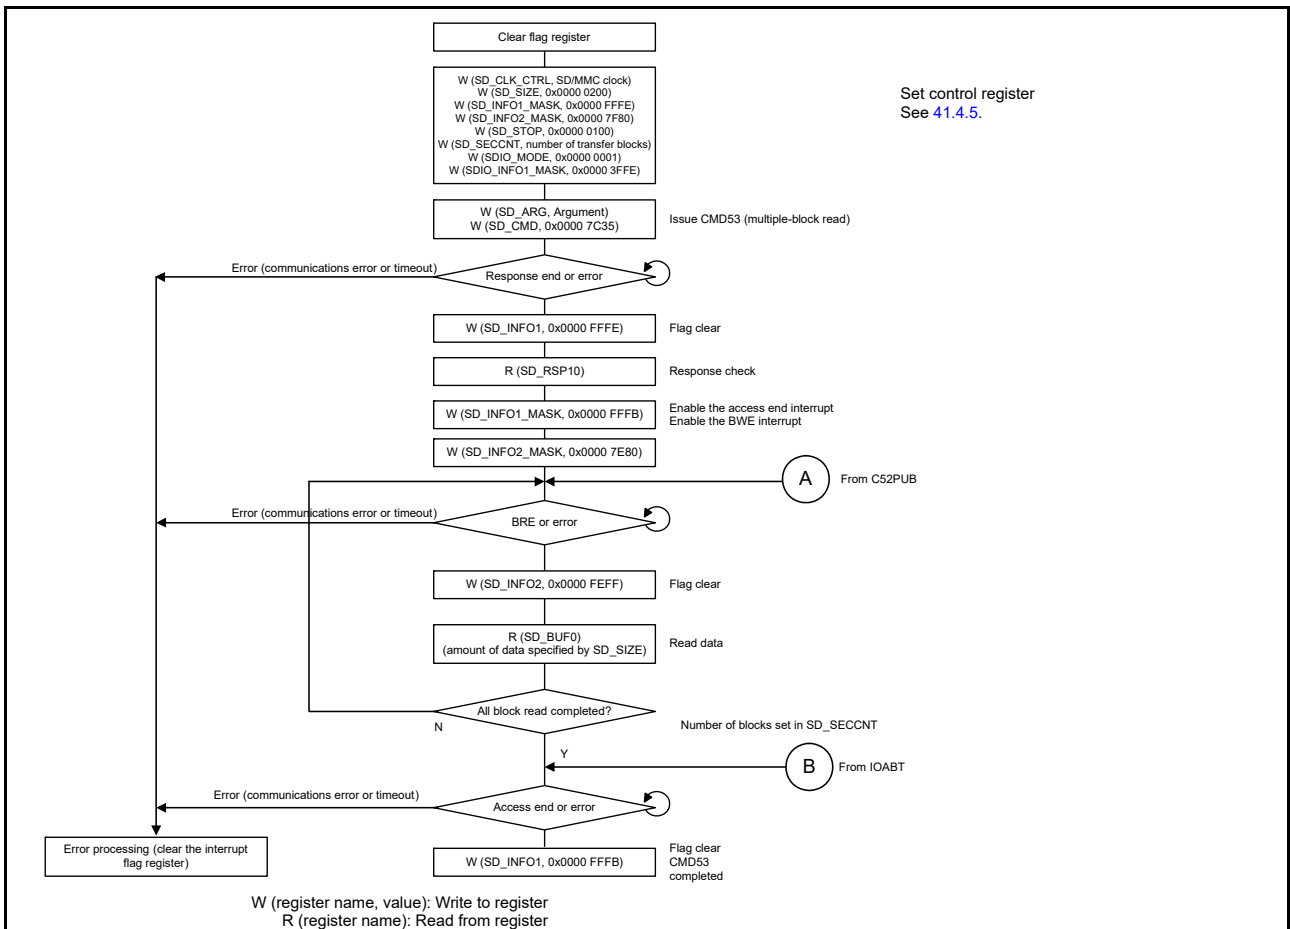 Clear flag register
W (SD_CLK_CTRL, SD/MMC clock)
W (SD_SIZE, 0x0000 0200)
W (SD_INFO1_MASK, 0x0000 FFFE)
W (SD_INFO2_MASK, 0x0000 7F80)
W (SD_STOP, 0x0000 0100)
W (SD_SECCNT, number of transfer blocks)
W (SDIO_MODE, 0x0000 0001)
W (SDIO_INFO1_MASK, 0x0000 3FFE)
Set control register
See 41.4.5.
W (SD_ARG, Argument)
W (SD_CMD, 0x0000 7C35)
Issue CMD53 (multiple-block read)
Error (communications error or timeout)
Response end or error
W (SD_INFO1, 0x0000 FFFE)
Flag clear
R (SD_RSP10)
Response check
W (SD_INFO1_MASK, 0x0000 FFFB)
Enable the access end interrupt
Enable the BWE interrupt
W (SD_INFO2_MASK, 0x0000 7E80)
A
From C52PUB
Error (communications error or timeout)
BRE or error
W (SD_INFO2, 0x0000 FEFF)
Flag clear
R (SD_BUF0)
(amount of data specified by SD_SIZE)
Read data
All block read completed?
N
Number of blocks set in SD_SECCNT
Y
B
From IOABT
Error (communications error or timeout)
Access end or error
Error processing (clear the interrupt
flag register)
W (SD_INFO1, 0x0000 FFFB)
Flag clear
CMD53
completed
W (register name, value): Write to register
R (register name): Read from register